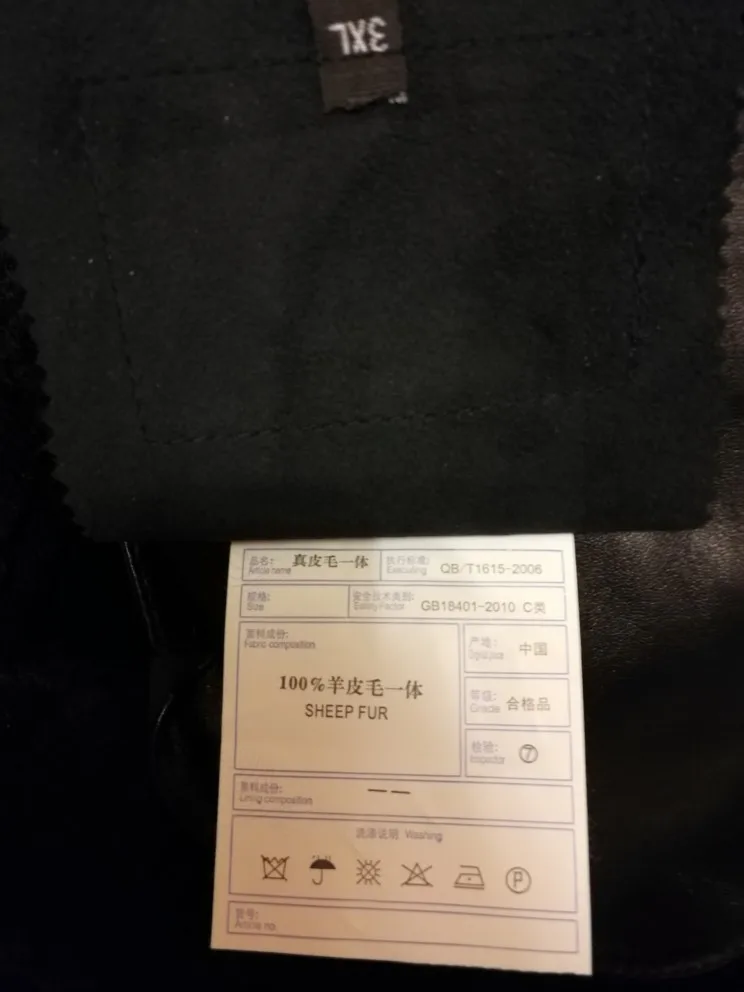 3XL
品名: 真皮毛一体 执行标准: QB/T1615-2006
Article name Executing
规格: 安全技术类别: GB18401-2010 C类
Size Factor
面料成份:
Fabric composition
100%羊皮毛一体
SHEEP FUR
产地: 中国
等级: 合格品
Grade
检验: ⑦
Inspector
里料成份: — —
Lining composition
洗涤说明 Washing
P
货号:
Article no.